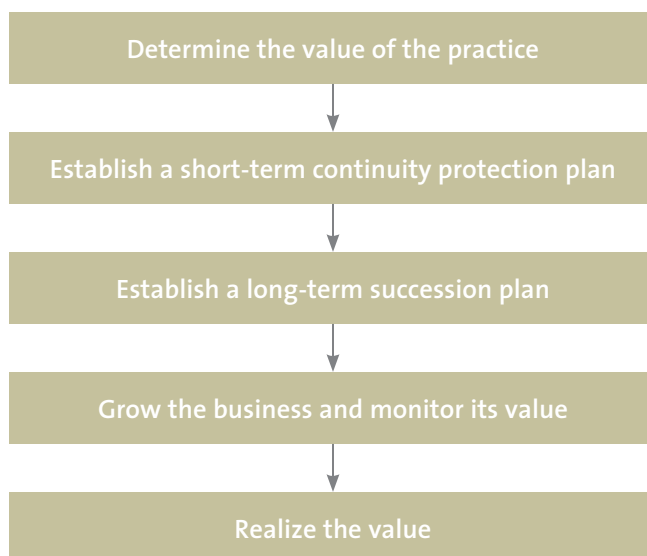 Determine the value of the practice
Establish a short-term continuity protection plan
Establish a long-term succession plan
Grow the business and monitor its value
Realize the value